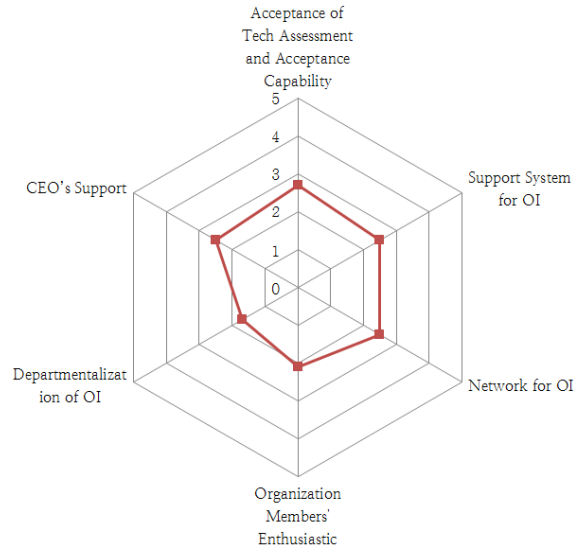 Acceptance of
Tech Assessment
and Acceptance
Capability
5
4
3
2
1
0
Support System
for OI
Network for OI
Organization
Members'
Enthusiastic
Departmentalizat
ion of OI
CEO's Support